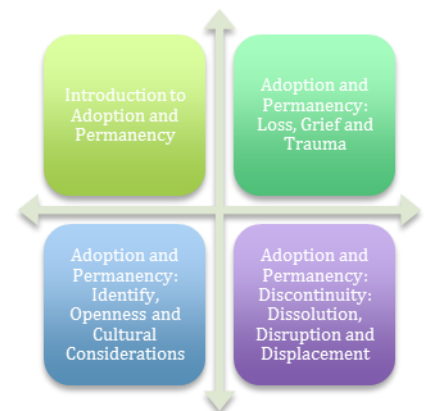 Introduction to
Adoption and
Permanency
Adoption and
Permanency:
Loss, Grief and
Trauma
Adoption and
Permanency:
Identify,
Openness and
Cultural
Considerations
Adoption and
Permanency:
Discontinuity:
Dissolution,
Disruption and
Displacement